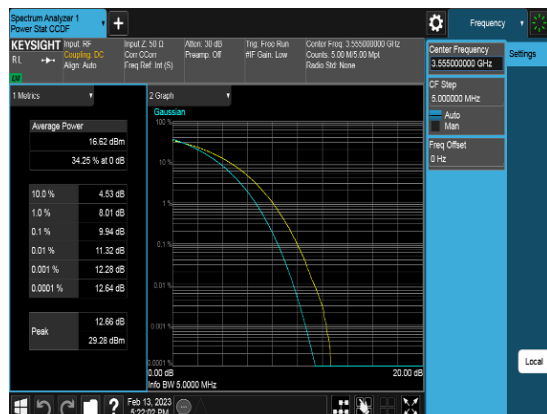 Spectrum Analyzer 1
Power Stat CCDF
Frequency
KEYSIGHT
Input: RF
Coupling: DC
Align: Auto
Input Z: 50 Ω
Corr CCorr
Freq Ref: Int (S)
Atten: 30 dB
Preamp: Off
Trig: Free Run
#IF Gain: Low
Center Freq: 3.555000000 GHz
Counts: 5.00 M/5.00 Mpt
Radio Std: None
Center Frequency
3.555000000 GHz
Settings
CF Step
5.000000 MHz
Auto
Man
Freq Offset
0 Hz
1 Metrics
2 Graph
Gaussian
Average Power
16.62 dBm
34.25 % at 0 dB
10.0 % 4.53 dB
1.0 % 8.01 dB
0.1 % 9.94 dB
0.01 % 11.32 dB
0.001 % 12.28 dB
0.0001 % 12.64 dB
Peak
12.66 dB
29.28 dBm
100 %
10 %
1 %
0.1 %
0.01 %
0.001 %
0.0001 %
0.00 dB
20.00 dB
Info BW 5.0000 MHz
Local
?
Feb 13, 2023
5:22:02 PM